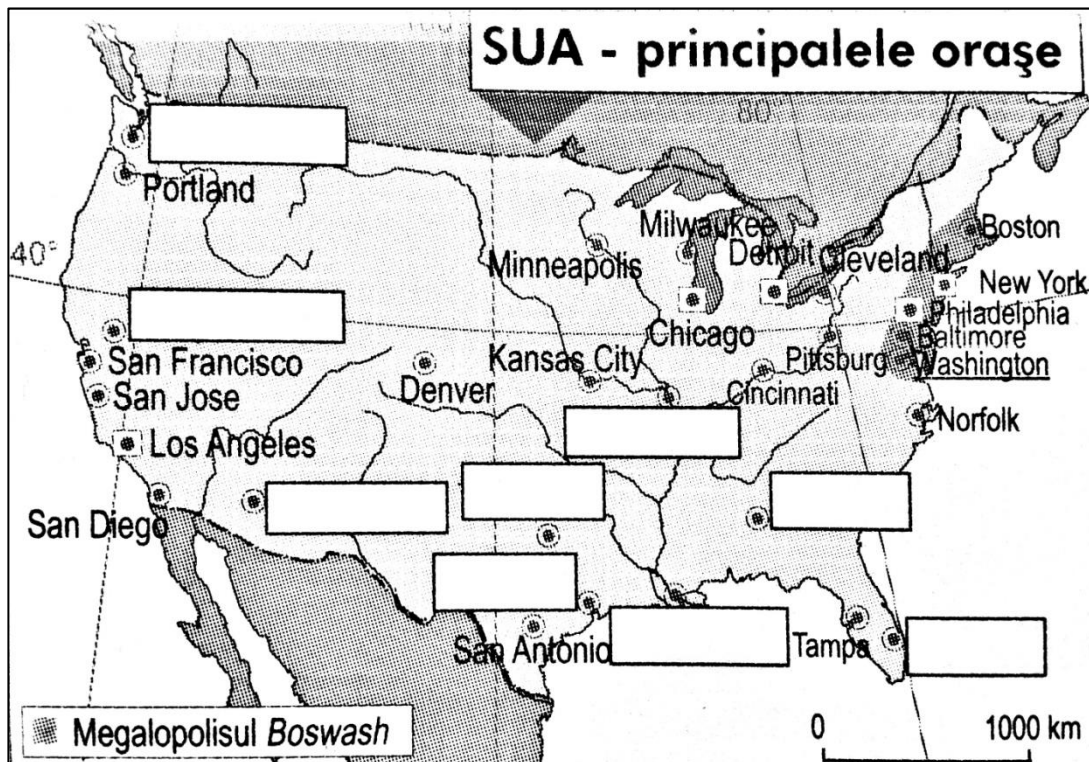 SUA - principalele oraşe
80°
Portland
40°
Minneapolis
Milwaukee
Detroit
Cleveland
Boston
New York
Philadelphia
Baltimore
Washington
Chicago
Pittsburg
Cincinnati
Kansas City
Denver
San Francisco
San Jose
Los Angeles
Norfolk
San Diego
San Antonio
Tampa
Megalopolisul Boswash
0 1000 km